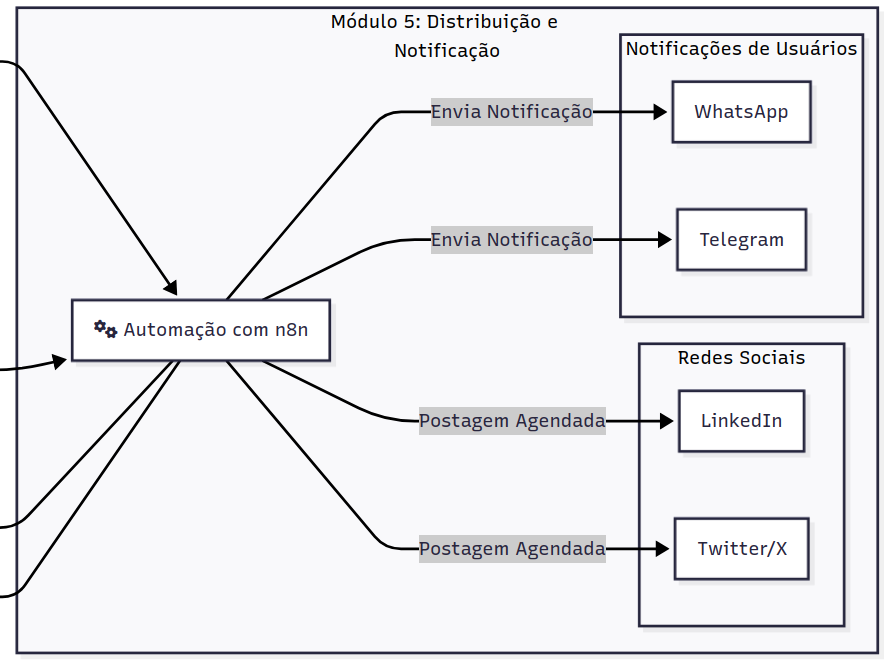 Módulo 5: Distribuição e
Notificação
Notificações de Usuários
Envia Notificação
WhatsApp
Envia Notificação
Telegram
Automação com n8n
Redes Sociais
Postagem Agendada
LinkedIn
Postagem Agendada
Twitter/X